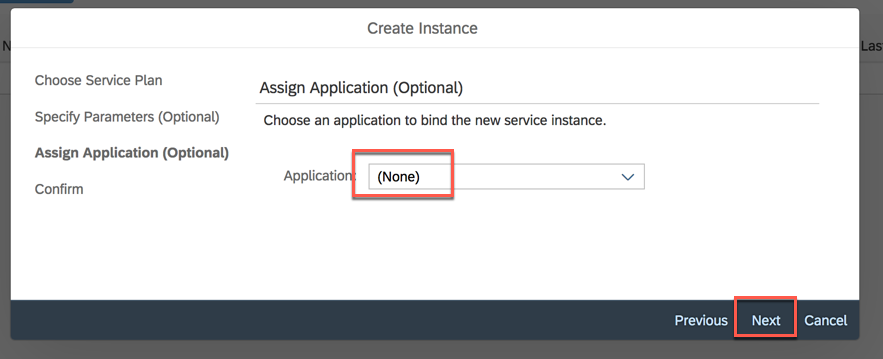 Create Instance
Choose Service Plan
Specify Parameters (Optional)
Assign Application (Optional)
Confirm
Assign Application (Optional)
Choose an application to bind the new service instance.
Application: (None)
Previous Next Cancel
N
Las